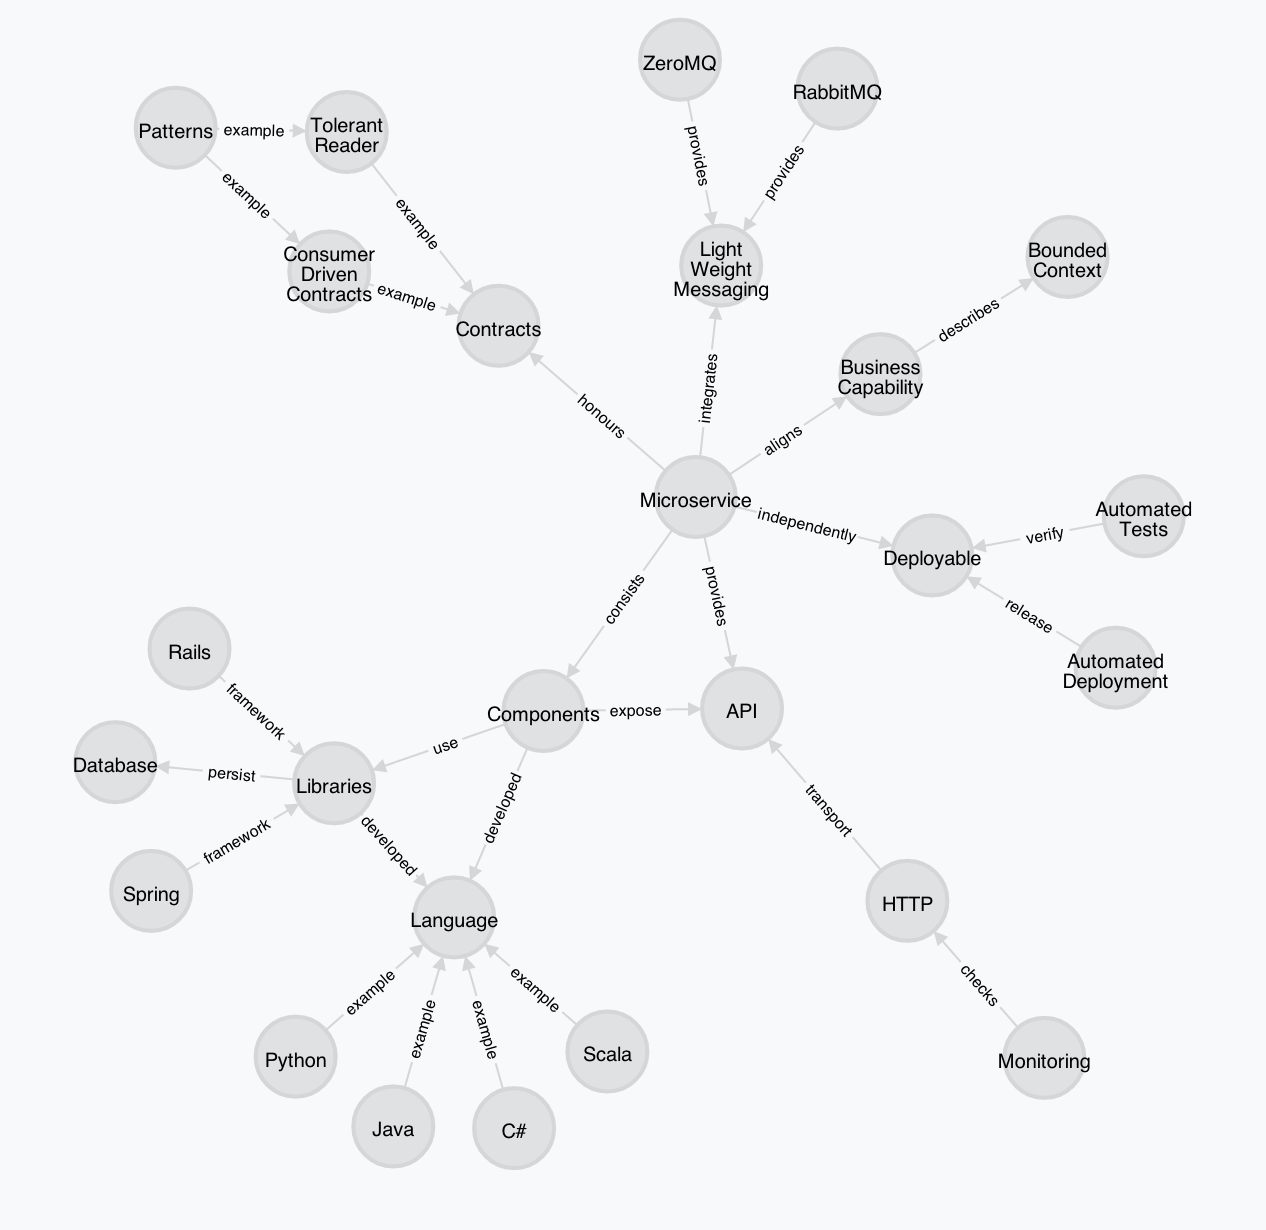 ZeroMQ
RabbitMQ
provides
provides
Patterns
example
Tolerant
Reader
example
example
Consumer
Driven
Contracts
example
Contracts
Light
Weight
Messaging
Bounded
Context
describes
Business
Capability
integrates
aligns
honours
Microservice
independently
Deployable
verify
Automated
Tests
release
Automated
Deployment
consists
provides
Rails
framework
Components
expose
API
use
Database
persist
Libraries
framework
Spring
developed
developed
transport
HTTP
Language
checks
Monitoring
example
example
example
example
Python
Java
C#
Scala